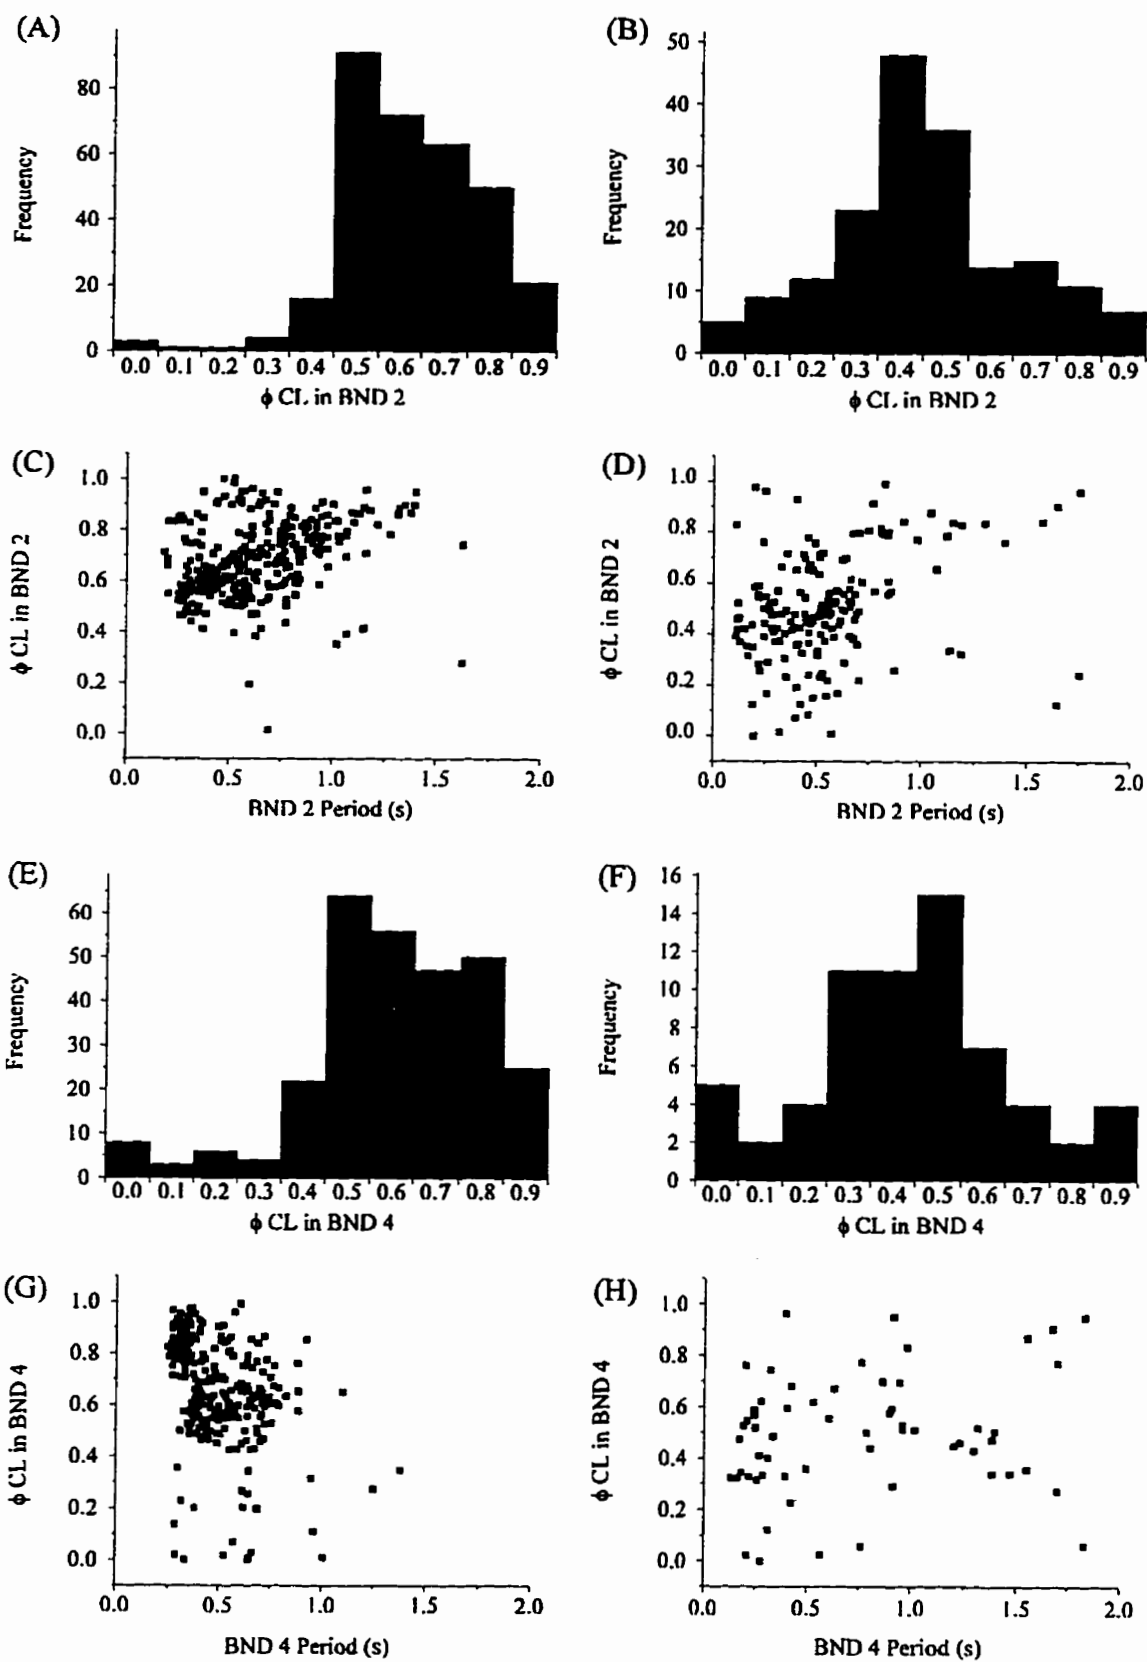 (A)
Frequency
80
60
40
20
0
0.0 0.1 0.2 0.3 0.4 0.5 0.6 0.7 0.8 0.9
ϕ CL in BND 2
(B)
Frequency
50
40
30
20
10
0
0.0 0.1 0.2 0.3 0.4 0.5 0.6 0.7 0.8 0.9
ϕ CL in BND 2
(C)
ϕ CL in BND 2
1.0
0.8
0.6
0.4
0.2
0.0
0.0 0.5 1.0 1.5 2.0
BND 2 Period (s)
(D)
ϕ CL in BND 2
1.0
0.8
0.6
0.4
0.2
0.0
0.0 0.5 1.0 1.5 2.0
BND 2 Period (s)
(E)
Frequency
60
50
40
30
20
10
0
0.0 0.1 0.2 0.3 0.4 0.5 0.6 0.7 0.8 0.9
ϕ CL in BND 4
(F)
Frequency
16
14
12
10
8
6
4
2
0
0.0 0.1 0.2 0.3 0.4 0.5 0.6 0.7 0.8 0.9
ϕ CL in BND 4
(G)
ϕ CL in BND 4
1.0
0.8
0.6
0.4
0.2
0.0
0.0 0.5 1.0 1.5 2.0
BND 4 Period (s)
(H)
ϕ CL in BND 4
1.0
0.8
0.6
0.4
0.2
0.0
0.0 0.5 1.0 1.5 2.0
BND 4 Period (s)